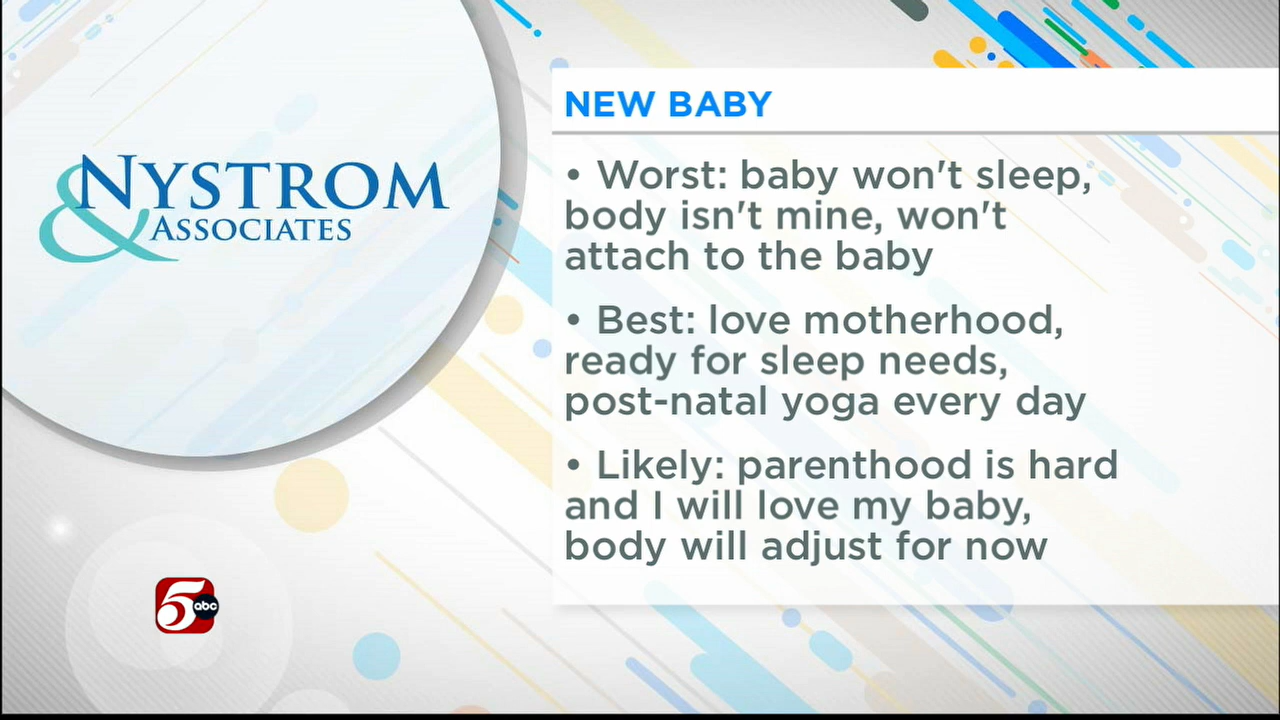 NYSTROM
& ASSOCIATES
NEW BABY
• Worst: baby won't sleep,
body isn't mine, won't
attach to the baby
• Best: love motherhood,
ready for sleep needs,
post-natal yoga every day
• Likely: parenthood is hard
and I will love my baby,
body will adjust for now
5 abc